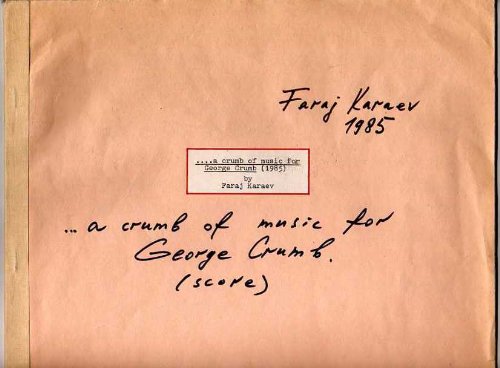 Faraj Karaev
1985
....a crumb of music for
George Crumb (1985)
by
Faraj Karaev
... a crumb of music for
George Crumb.
(score)